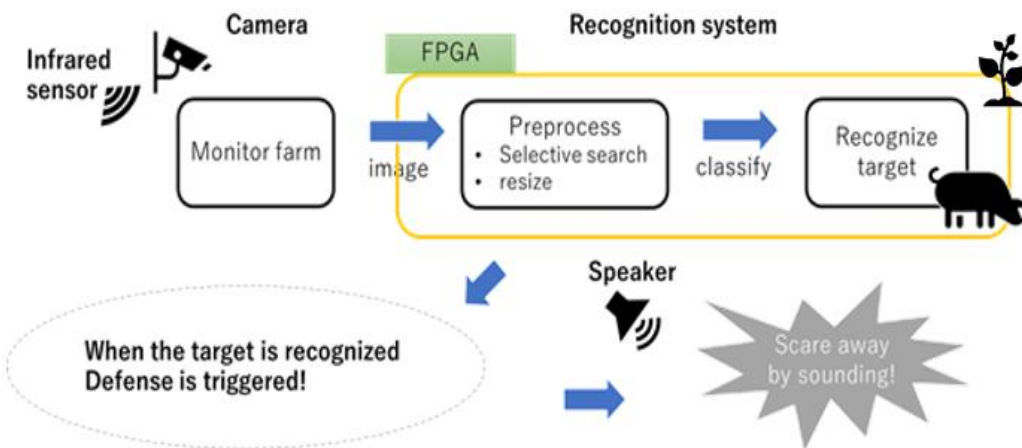 Camera
Recognition system
Infrared
sensor
FPGA
Monitor farm
image
Preprocess
• Selective search
• resize
classify
Recognize
target
Speaker
When the target is recognized
Defense is triggered!
Scare away
by sounding!